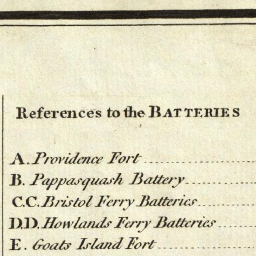 References to the BATTERIES
A. Providence Fort
B. Pappasquash Battery
C.C. Bristol Ferry Batteries
D.D. Howlands Ferry Batteries
E. Goats Island Fort